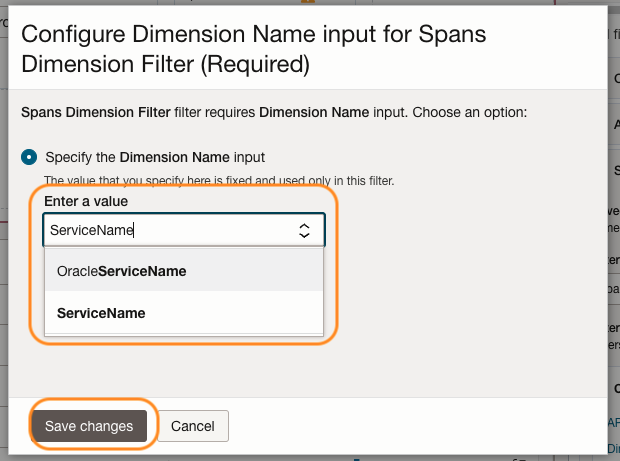 Configure Dimension Name input for Spans
Dimension Filter (Required)
Spans Dimension Filter filter requires Dimension Name input. Choose an option:
Specify the Dimension Name input
The value that you specify here is fixed and used only in this filter.
Enter a value
ServiceName
OracleServiceName
ServiceName
Save changes
Cancel